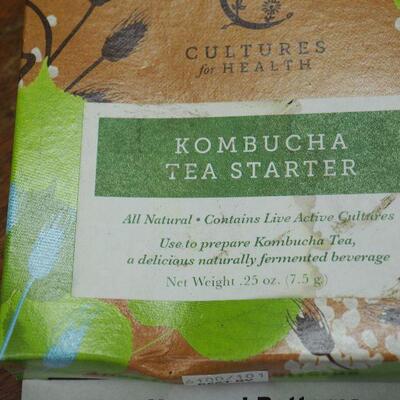 CULTURES
for HEALTH
KOMBUCHA
TEA STARTER
All Natural • Contains Live Active Cultures
Use to prepare Kombucha Tea,
a delicious naturally fermented beverage
Net Weight .25 oz. (7.5 g)